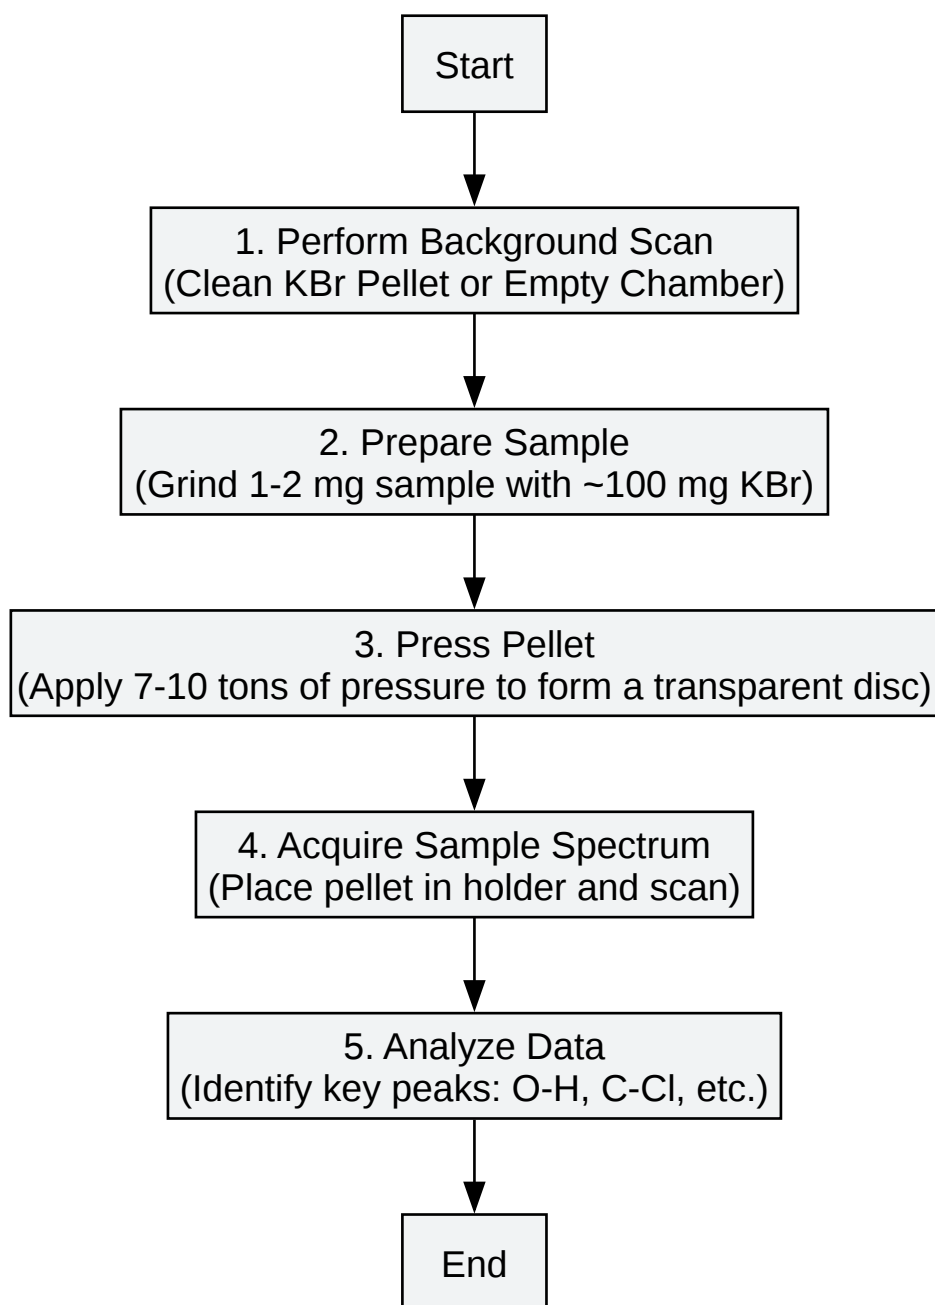 Start
1. Perform Background Scan
(Clean KBr Pellet or Empty Chamber)
2. Prepare Sample
(Grind 1-2 mg sample with ~100 mg KBr)
3. Press Pellet
(Apply 7-10 tons of pressure to form a transparent disc)
4. Acquire Sample Spectrum
(Place pellet in holder and scan)
5. Analyze Data
(Identify key peaks: O-H, C-Cl, etc.)
End